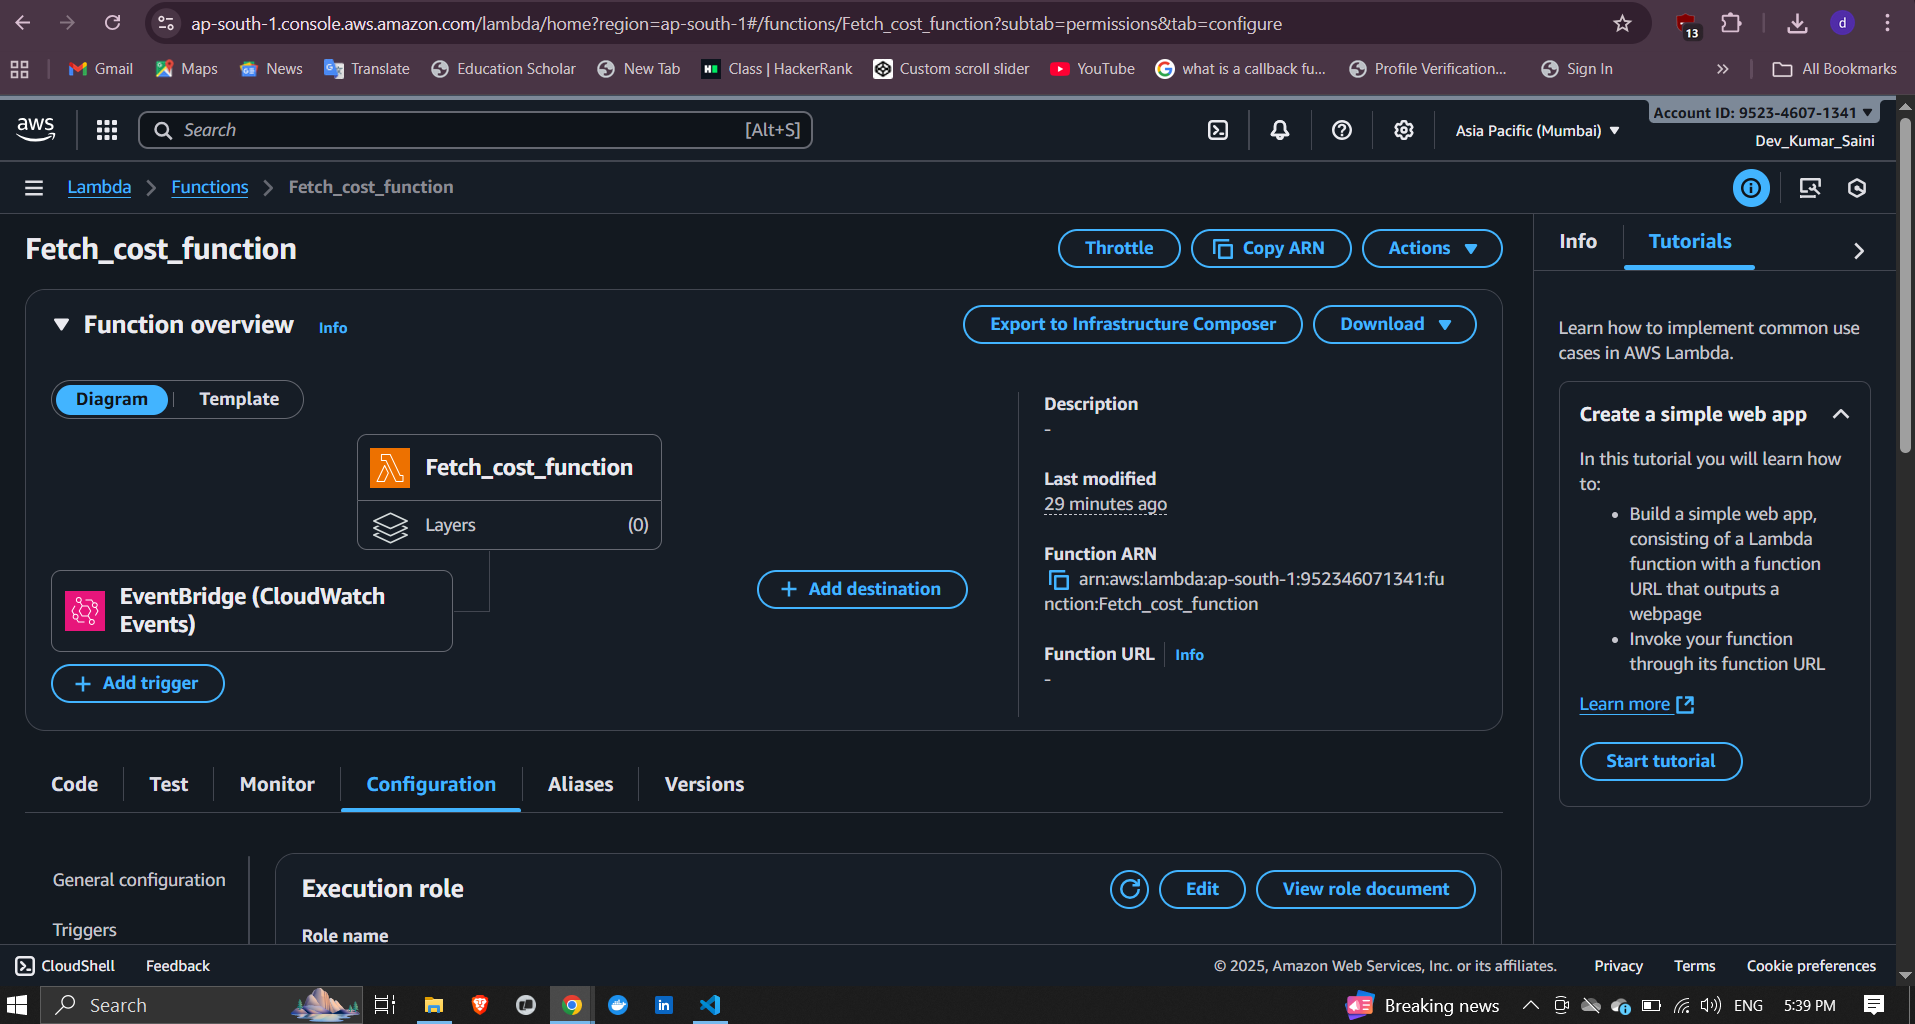 ap-south-1.console.aws.amazon.com/lambda/home?region=ap-south-1#/functions/Fetch_cost_function?subtab=permissions&tab=configure
13
d
Gmail
Maps
News
Translate
Education Scholar
New Tab
Class | HackerRank
Custom scroll slider
YouTube
what is a callback fu...
Profile Verification...
Sign In
All Bookmarks
aws
Search
[Alt+S]
Asia Pacific (Mumbai)
Account ID: 9523-4607-1341
Dev_Kumar_Saini
Lambda
Functions
Fetch_cost_function
Fetch_cost_function
Throttle
Copy ARN
Actions
Function overview
Info
Export to Infrastructure Composer
Download
Diagram
Template
Fetch_cost_function
Layers
(0)
EventBridge (CloudWatch
Events)
+ Add trigger
+ Add destination
Description
-
Last modified
29 minutes ago
Function ARN
arn:aws:lambda:ap-south-1:952346071341:fu
nction:Fetch_cost_function
Function URL
Info
-
Code
Test
Monitor
Configuration
Aliases
Versions
General configuration
Triggers
Execution role
Edit
View role document
Role name
Info
Tutorials
Learn how to implement common use
cases in AWS Lambda.
Create a simple web app
In this tutorial you will learn how
to:
• Build a simple web app,
consisting of a Lambda
function with a function
URL that outputs a
webpage
• Invoke your function
through its function URL
Learn more
Start tutorial
CloudShell
Feedback
© 2025, Amazon Web Services, Inc. or its affiliates.
Privacy
Terms
Cookie preferences
Search
Breaking news
ENG
5:39 PM